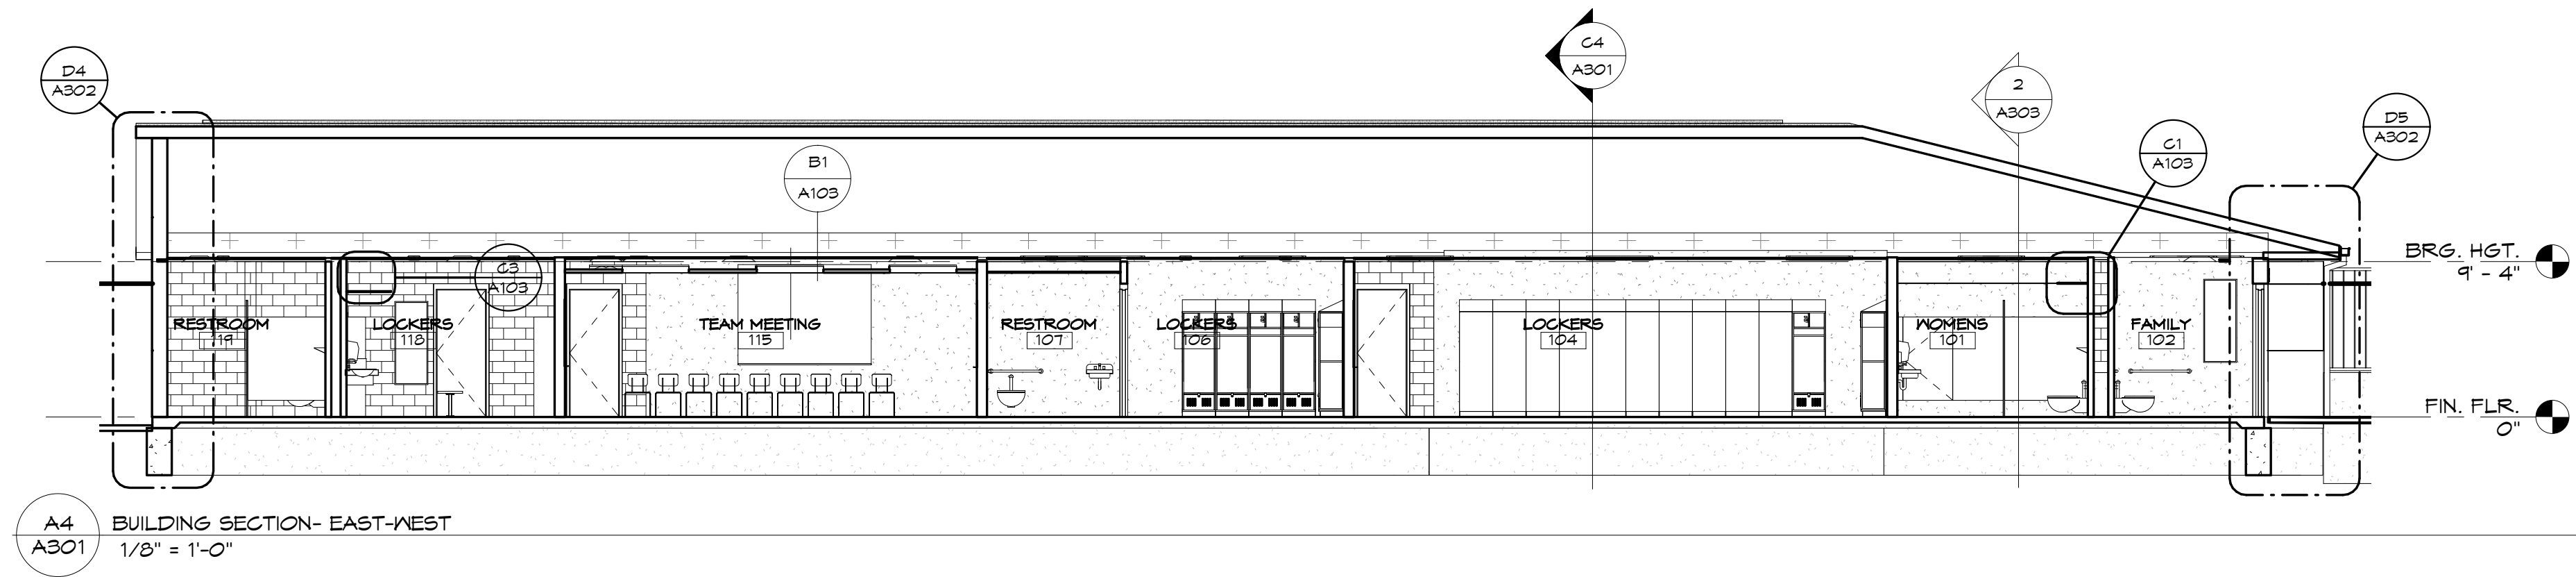 C4
A301
D4
A302
2
A303
D5
A302
C1
A103
B1
A103
BRG. HGT.
9' - 4"
C3
A103
RESTROOM
119
LOCKERS
118
TEAM MEETING
115
RESTROOM
107
LOCKERS
106
LOCKERS
104
WOMENS
101
FAMILY
102
FIN. FLR.
0"
A4
A301
BUILDING SECTION- EAST-WEST
1/8" = 1'-0"